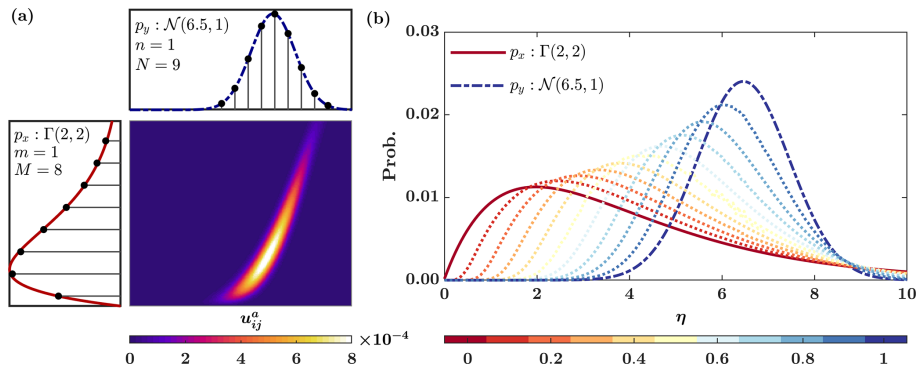 (a)
p_y : 𝒩(6.5, 1)
n = 1
N = 9
p_x : Γ(2, 2)
m = 1
M = 8
u^a_{ij}
×10⁻⁴
0 2 4 6 8
(b)
Prob.
0.03
0.02
0.01
0.00
p_x : Γ(2, 2)
p_y : 𝒩(6.5, 1)
0 2 4 6 8 10
η
0 0.2 0.4 0.6 0.8 1